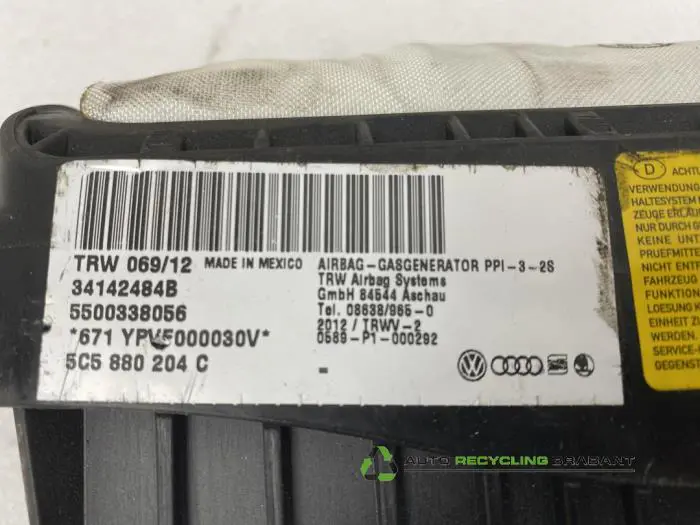 TRW 069/12 MADE IN MEXICO
34142484B
5500338056
*671 YPV5000030V*
5C5 880 204 C
AIRBAG-GASGENERATOR PPI-3-2S
TRW Airbag Systems
GmbH 84544 Aschau
Tel. 08638/965-0
2012 / TRWV-2
0589-P1-000292
-
D ACHTU
VERWENDUNG
HALTESYSTEM
ZEUGE ERLAU
NUR DURCH G
KEINE UNT
PRUEFMITTE
NICHT ENTF
FAHRZEUG
FUNKTION
LOESUNG
EINHEIT Z
WERDEN
SERVICE-
GEGENST
AUTO RECYCLING BRABANT